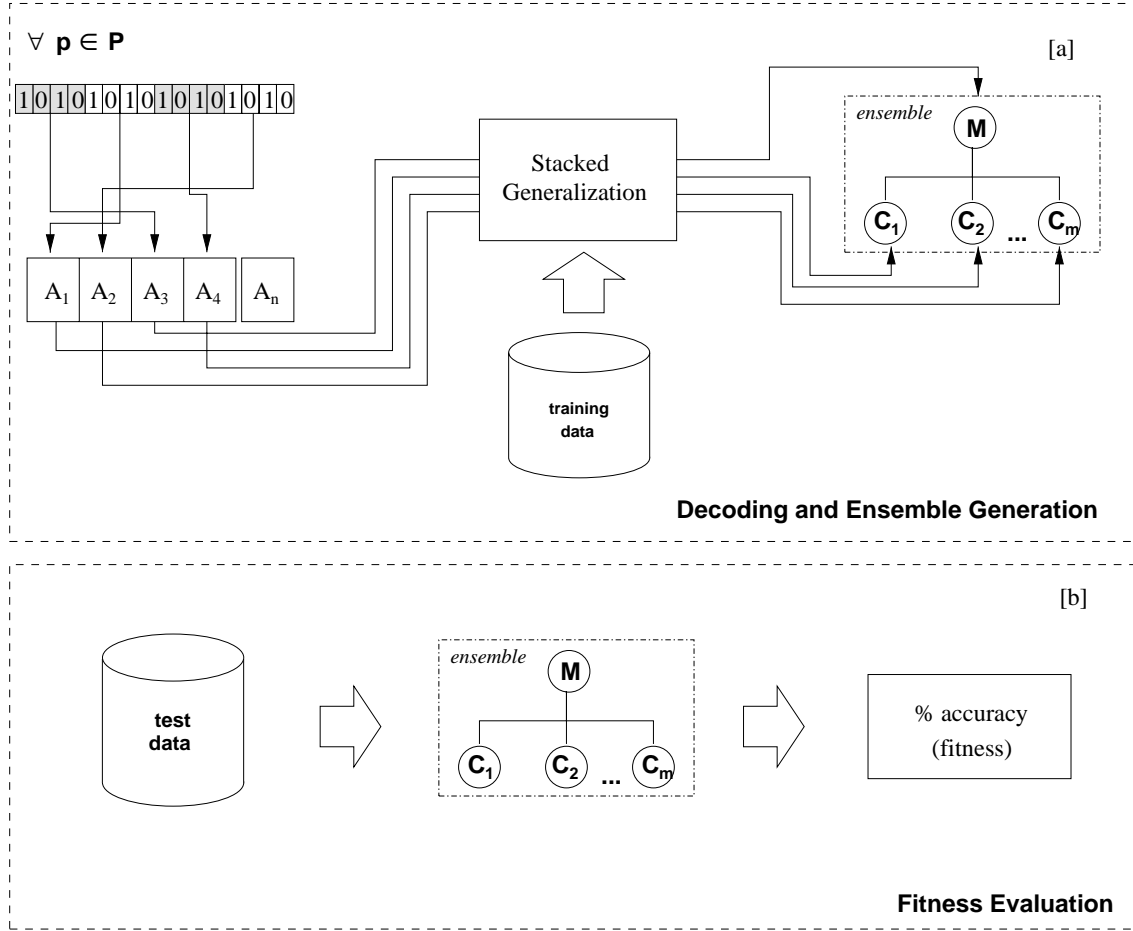 ∀ p ∈ P
[a]
1 0 1 0 1 0 1 0 1 0 1 0 1 0 1 0
ensemble
M
Stacked
Generalization
C1 C2 ... Cm
A1 A2 A3 A4 An
training
data
Decoding and Ensemble Generation
[b]
ensemble
M
test
data
% accuracy
(fitness)
C1 C2 ... Cm
Fitness Evaluation